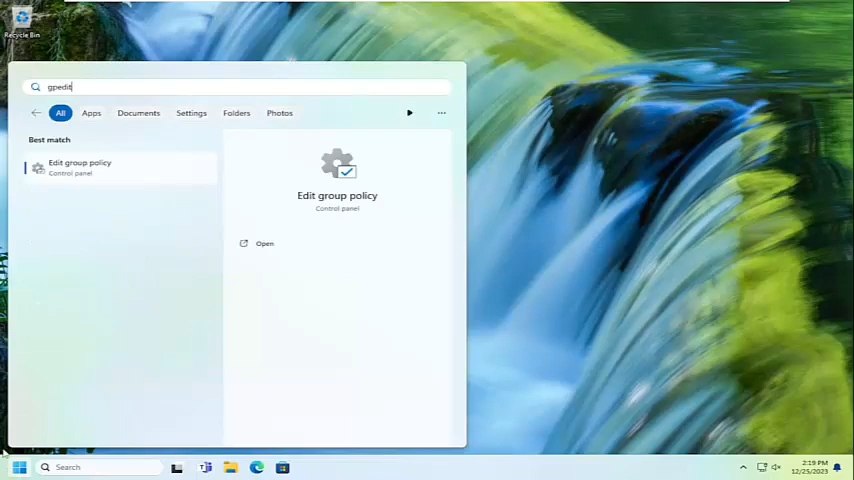 Recycle Bin
gpedit
All Apps Documents Settings Folders Photos
Best match
Edit group policy
Control panel
Edit group policy
Control panel
Open
Search
2:19 PM
12/25/2023